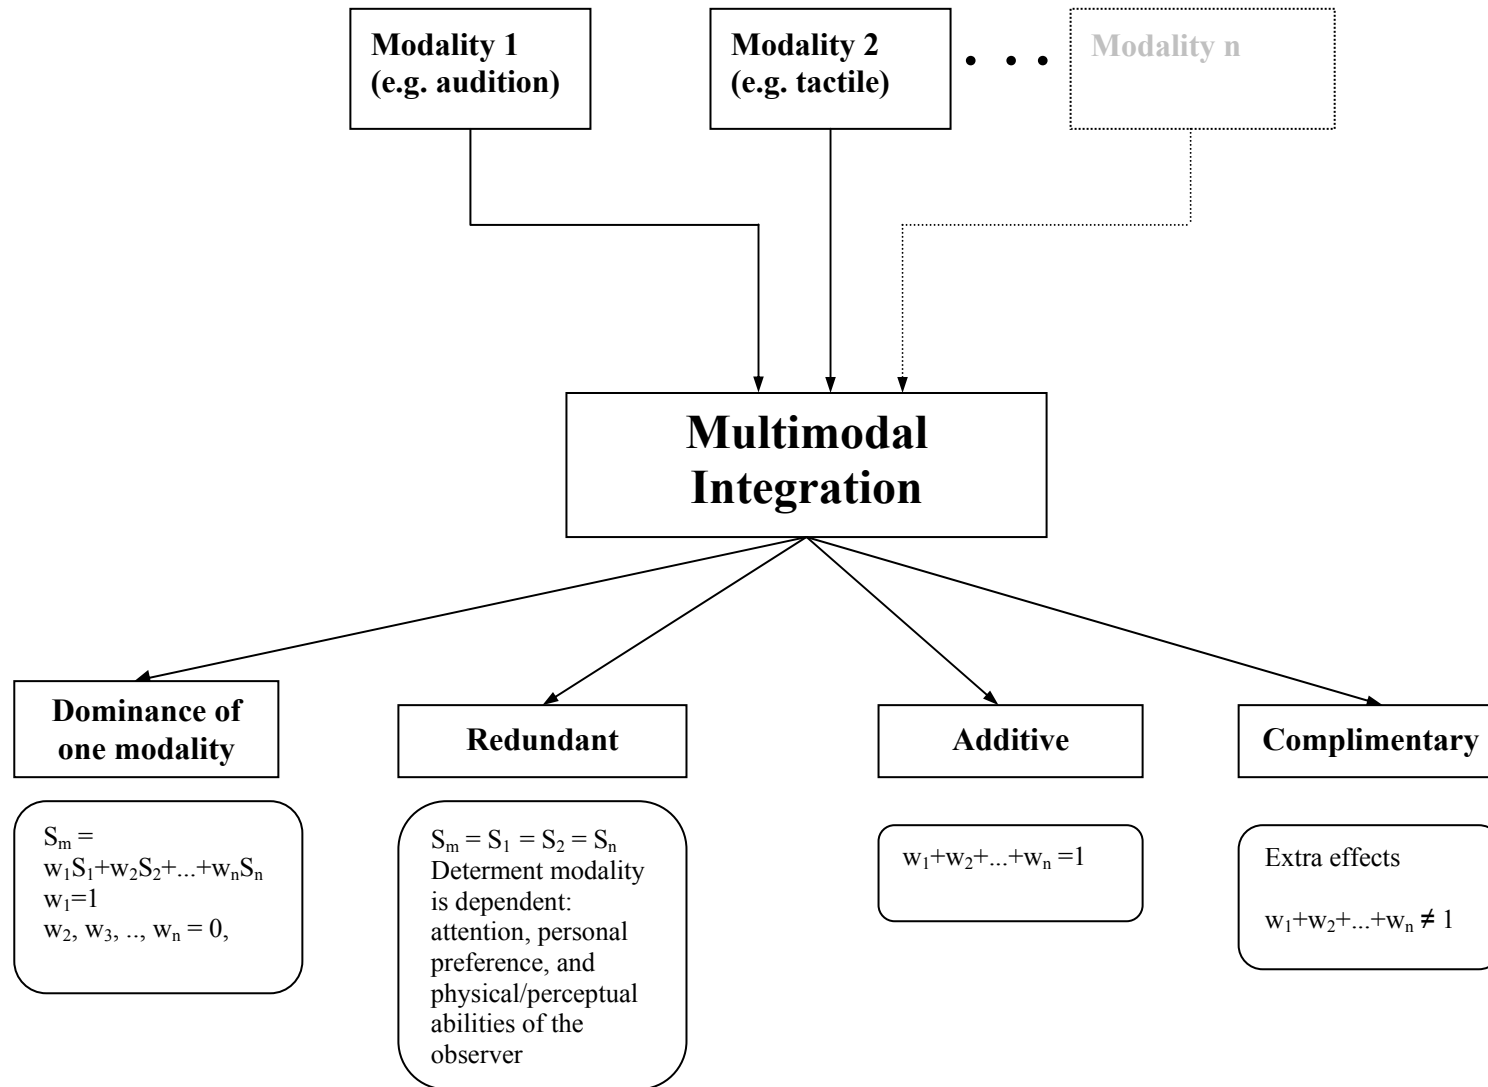 Modality 1
(e.g. audition)
Modality 2
(e.g. tactile)
. . .
Modality n
Multimodal
Integration
Dominance of
one modality
Redundant
Additive
Complimentary
Sₘ =
w₁S₁+w₂S₂+...+wₙSₙ
w₁=1
w₂, w₃, .., wₙ = 0,
Sₘ = S₁ = S₂ = Sₙ
Determent modality
is dependent:
attention, personal
preference, and
physical/perceptual
abilities of the
observer
w₁+w₂+...+wₙ =1
Extra effects
w₁+w₂+...+wₙ ≠ 1